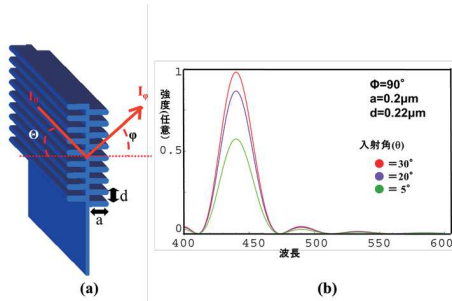 (a)
I₀
Iφ
Θ
φ
d
a
(a)
(b)
強度(任意)
1
0.5
0
Φ=90°
a=0.2μm
d=0.22μm
入射角(θ)
=30°
=20°
=5°
400
450
500
550
600
波長
(b)